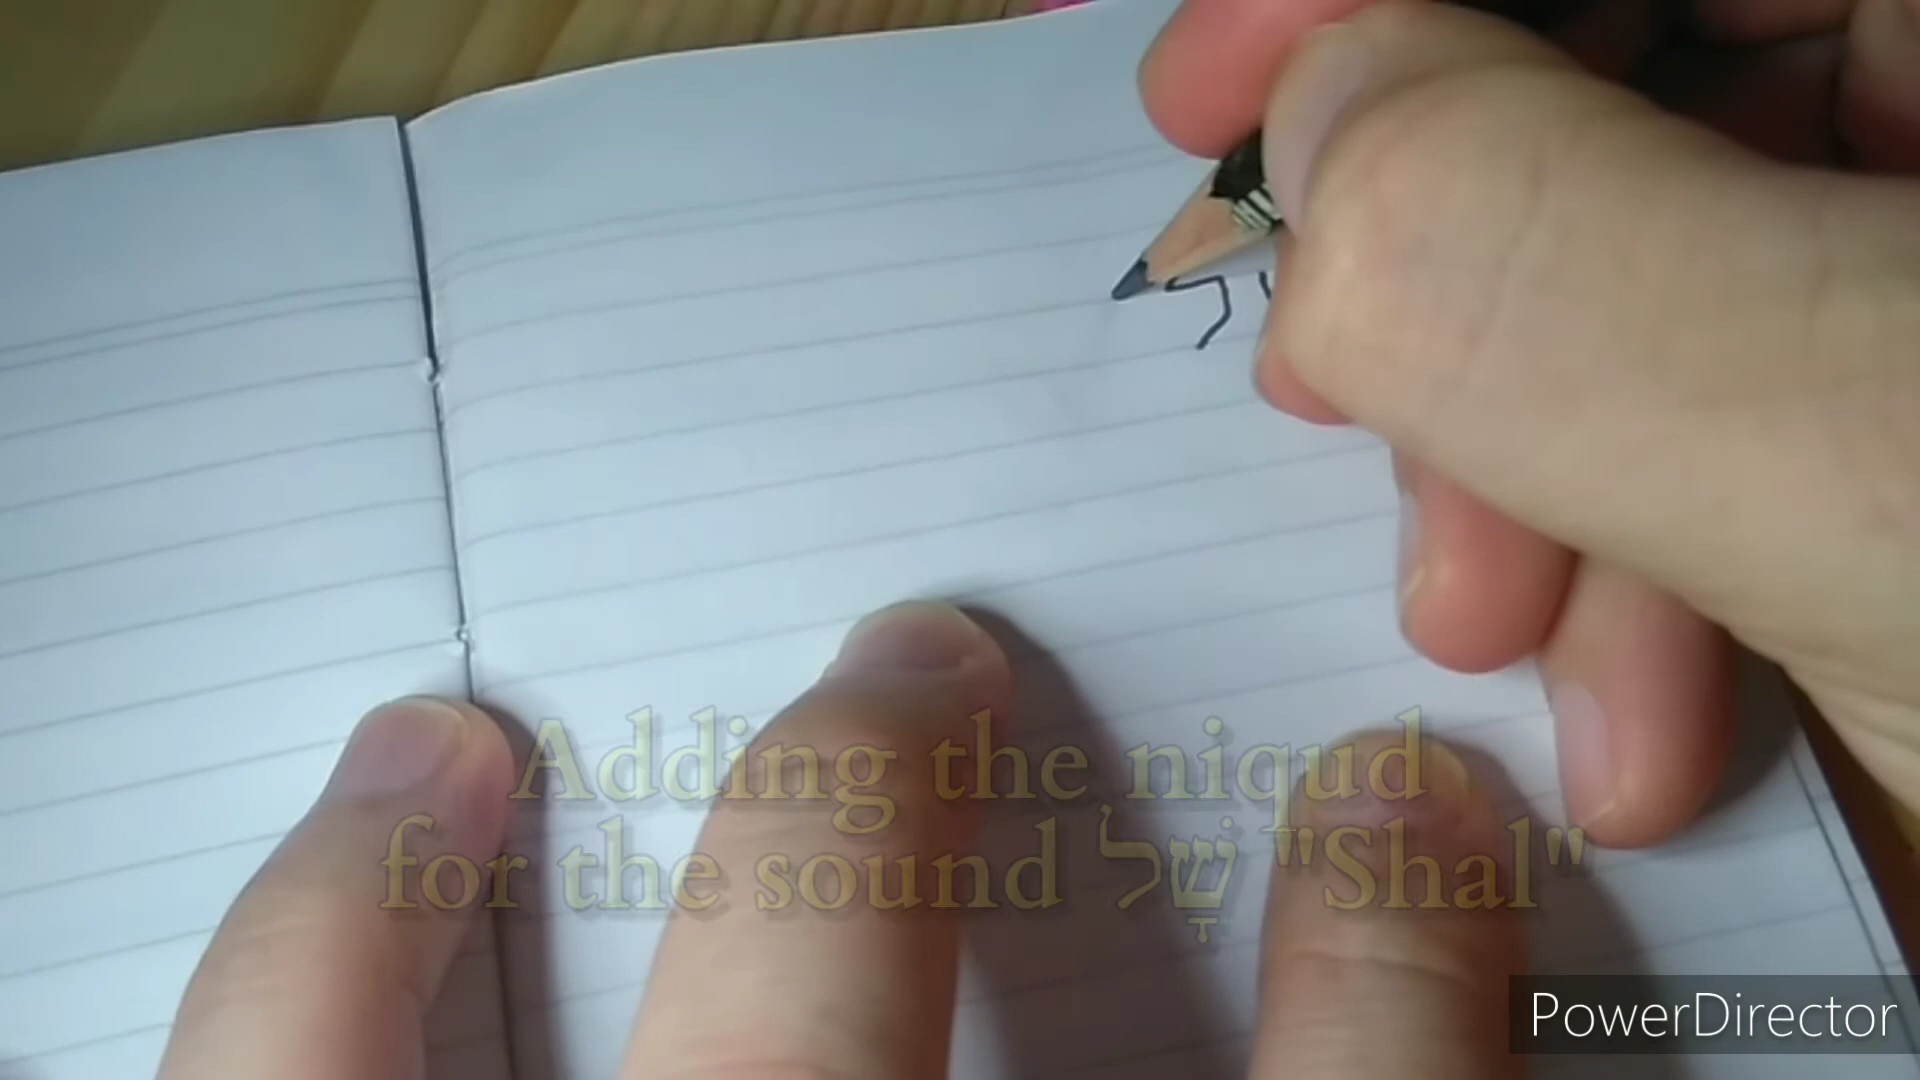 Adding the niqud
for the sound שָׁל "Shal"
PowerDirector